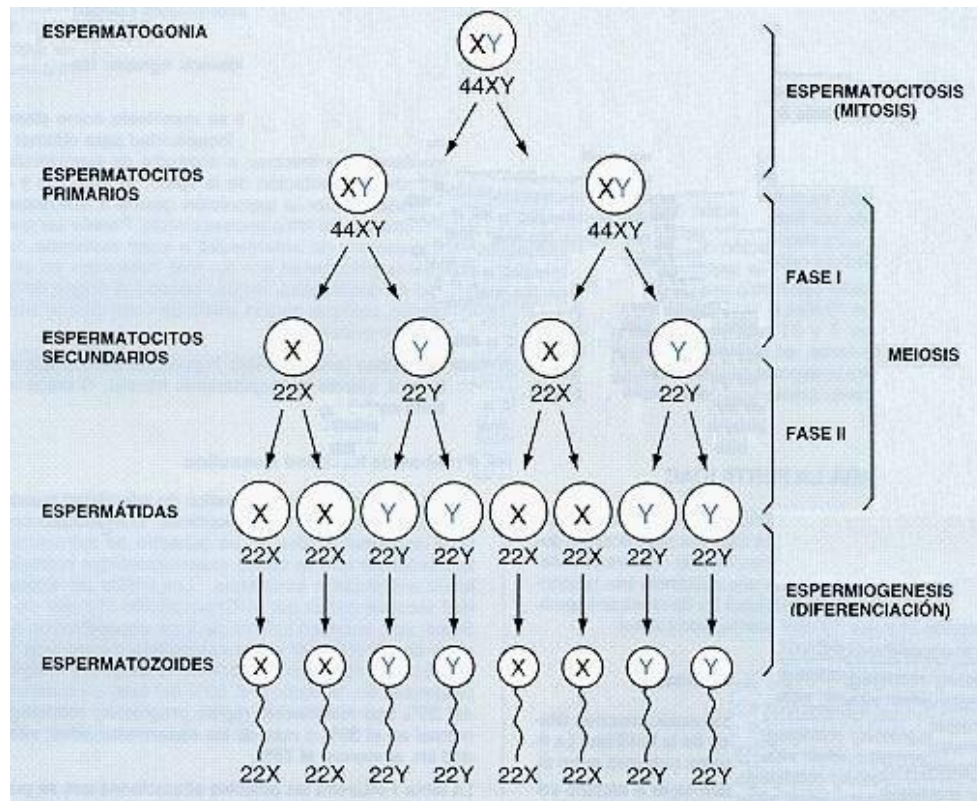 ESPERMATOGONIA
XY
44XY
ESPERMATOCITOSIS
(MITOSIS)
ESPERMATOCITOS
PRIMARIOS
XY XY
44XY 44XY
FASE I
ESPERMATOCITOS
SECUNDARIOS
X Y X Y
22X 22Y 22X 22Y
MEIOSIS
FASE II
ESPERMÁTIDAS
X X Y Y X X Y Y
22X 22X 22Y 22Y 22X 22X 22Y 22Y
ESPERMIOGENESIS
(DIFERENCIACIÓN)
ESPERMATOZOIDES
X X Y Y X X Y Y
22X 22X 22Y 22Y 22X 22X 22Y 22Y